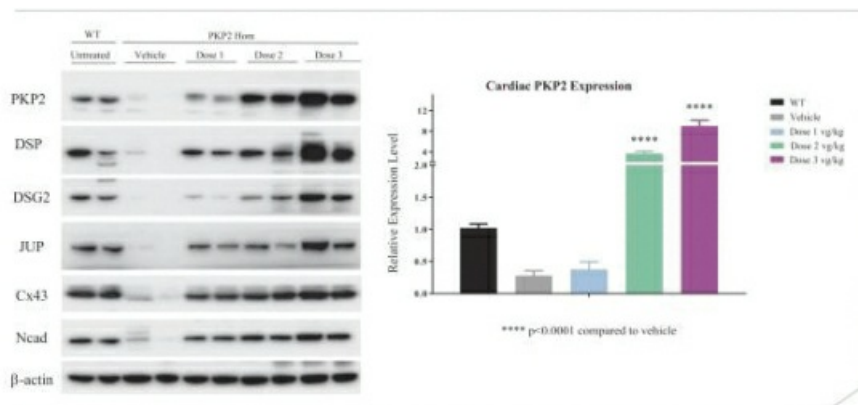 WT
PKP2 Hom
Untreated
Vehicle
Dose 1
Dose 2
Dose 3
PKP2
DSP
DSG2
JUP
Cx43
Ncad
β-actin
Cardiac PKP2 Expression
Relative Expression Level
12
8
4
2.0
1.5
1.0
0.5
0.0
****
****
WT
Vehicle
Dose 1 vg/kg
Dose 2 vg/kg
Dose 3 vg/kg
**** p<0.0001 compared to vehicle